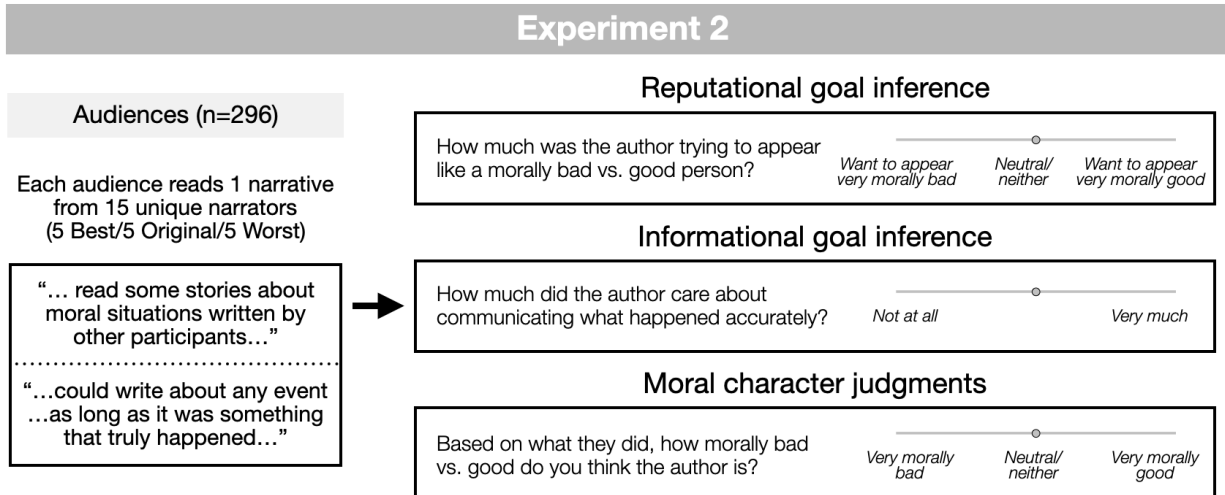 Experiment 2
Audiences (n=296)
Each audience reads 1 narrative
from 15 unique narrators
(5 Best/5 Original/5 Worst)
“… read some stories about
moral situations written by
other participants…”
“…could write about any event
…as long as it was something
that truly happened…”
Reputational goal inference
How much was the author trying to appear
like a morally bad vs. good person?
Want to appear
very morally bad
Neutral/
neither
Want to appear
very morally good
Informational goal inference
How much did the author care about
communicating what happened accurately?
Not at all
Very much
Moral character judgments
Based on what they did, how morally bad
vs. good do you think the author is?
Very morally
bad
Neutral/
neither
Very morally
good